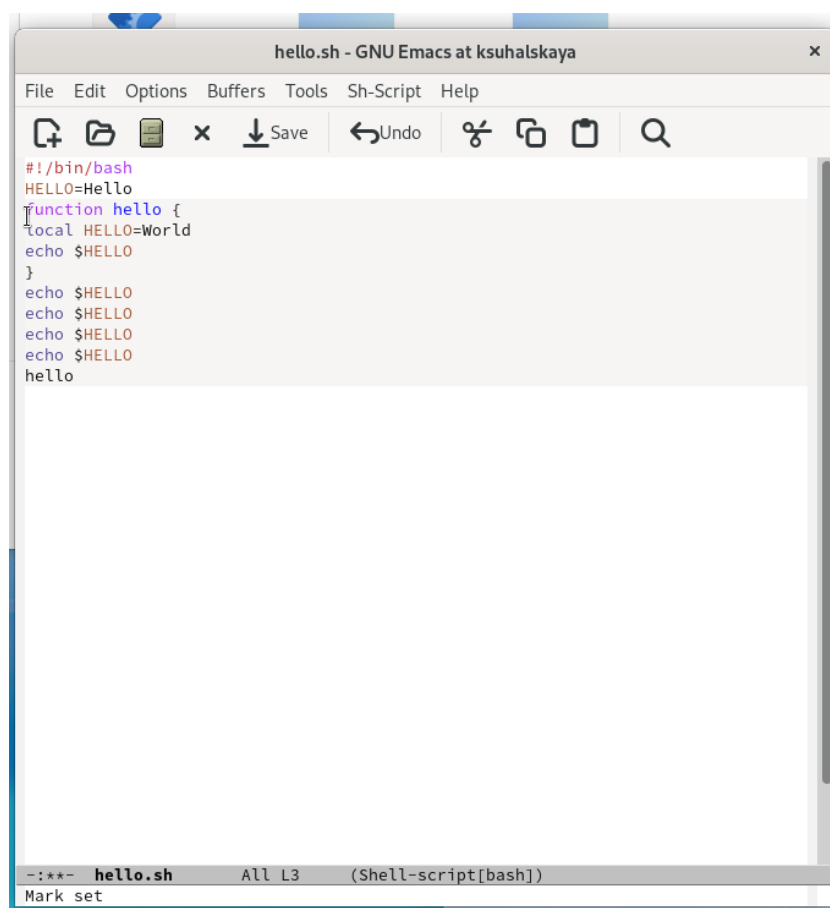 hello.sh - GNU Emacs at ksuhalskaya
File Edit Options Buffers Tools Sh-Script Help
Save Undo
#!/bin/bash
HELLO=Hello
function hello {
local HELLO=World
echo $HELLO
}
echo $HELLO
echo $HELLO
echo $HELLO
echo $HELLO
hello
-:**- hello.sh All L3 (Shell-script[bash])
Mark set